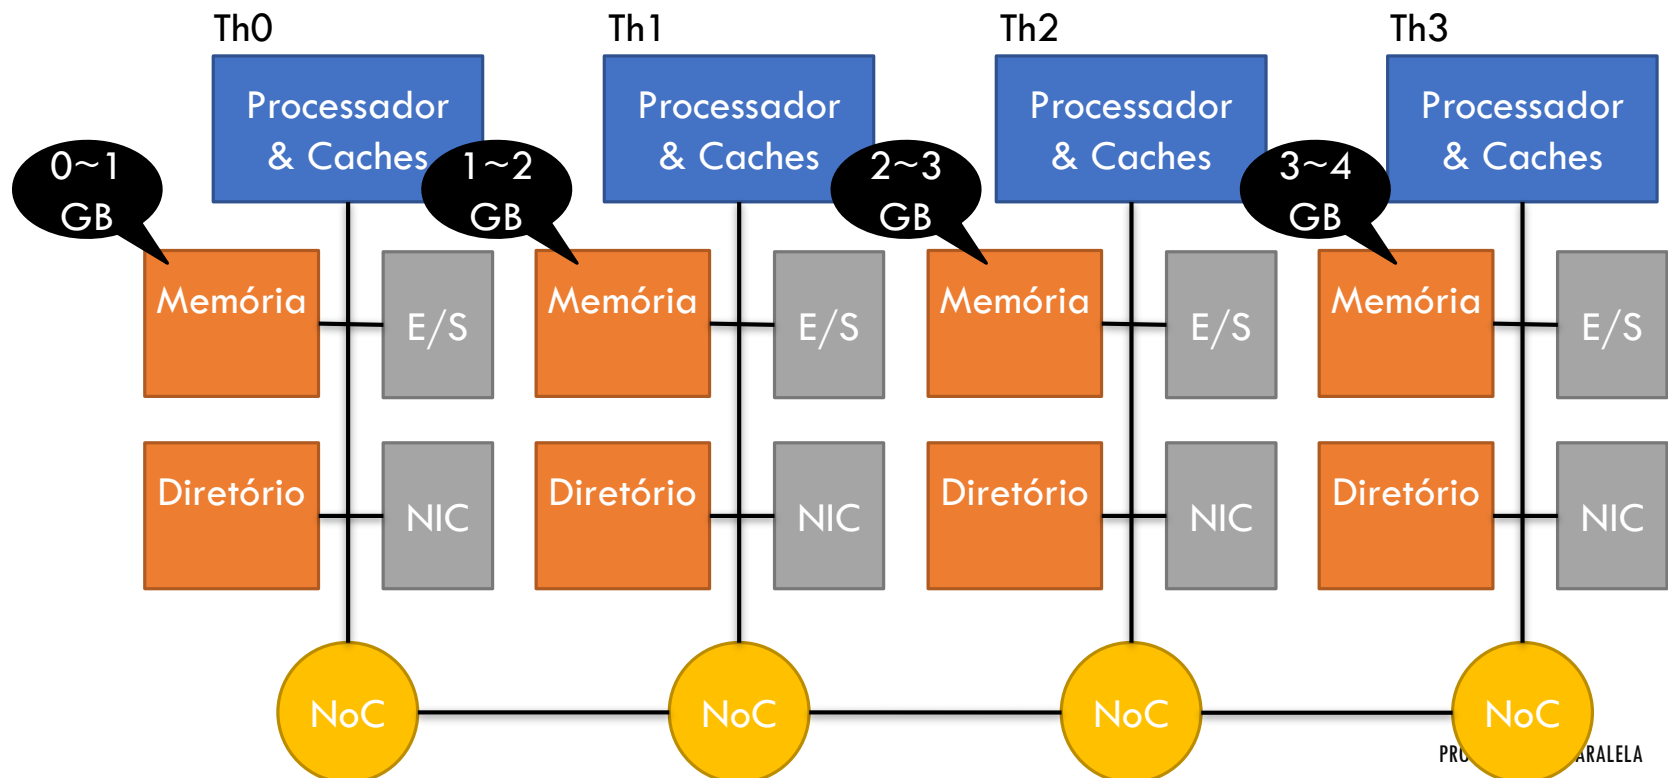 Th0
Th1
Th2
Th3
Processador
& Caches
Processador
& Caches
Processador
& Caches
Processador
& Caches
0~1
GB
1~2
GB
2~3
GB
3~4
GB
Memória
E/S
Memória
E/S
Memória
E/S
Memória
E/S
Diretório
NIC
Diretório
NIC
Diretório
NIC
Diretório
NIC
NoC
NoC
NoC
NoC